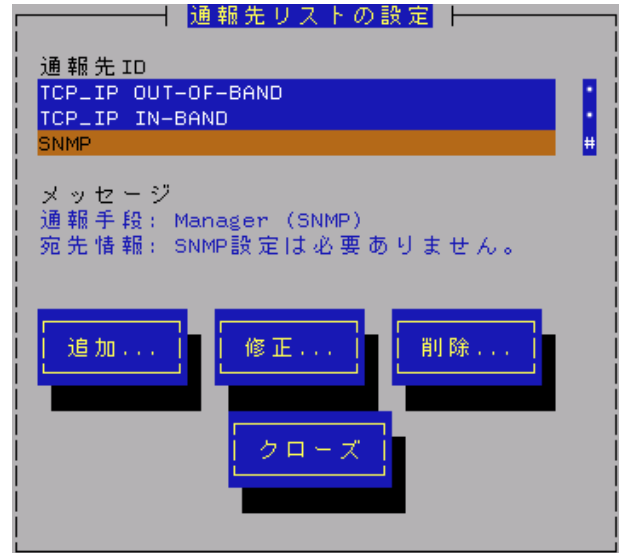 通報先リストの設定
通報先ID
TCP_IP OUT-OF-BAND
TCP_IP IN-BAND
SNMP #
メッセージ
通報手段: Manager (SNMP)
宛先情報: SNMP設定は必要ありません。
追加... 修正... 削除...
クローズ